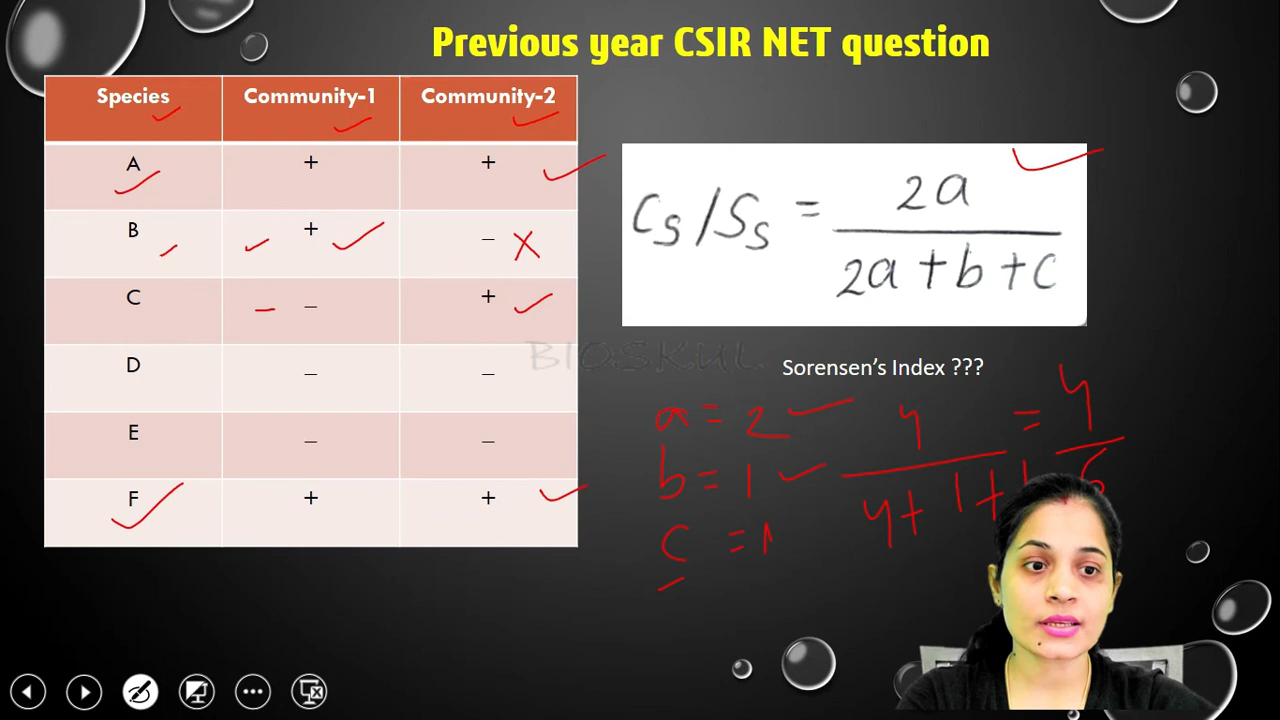 Previous year CSIR NET question
Species Community-1 Community-2
A + +
B + –
C – +
D – –
E – –
F + +
Cs/Ss = 2a / 2a+b+c
BIOSKUL
Sorensen’s Index ???
a = 2 4 = 4
b = 1 4+1+1 6
c = 1